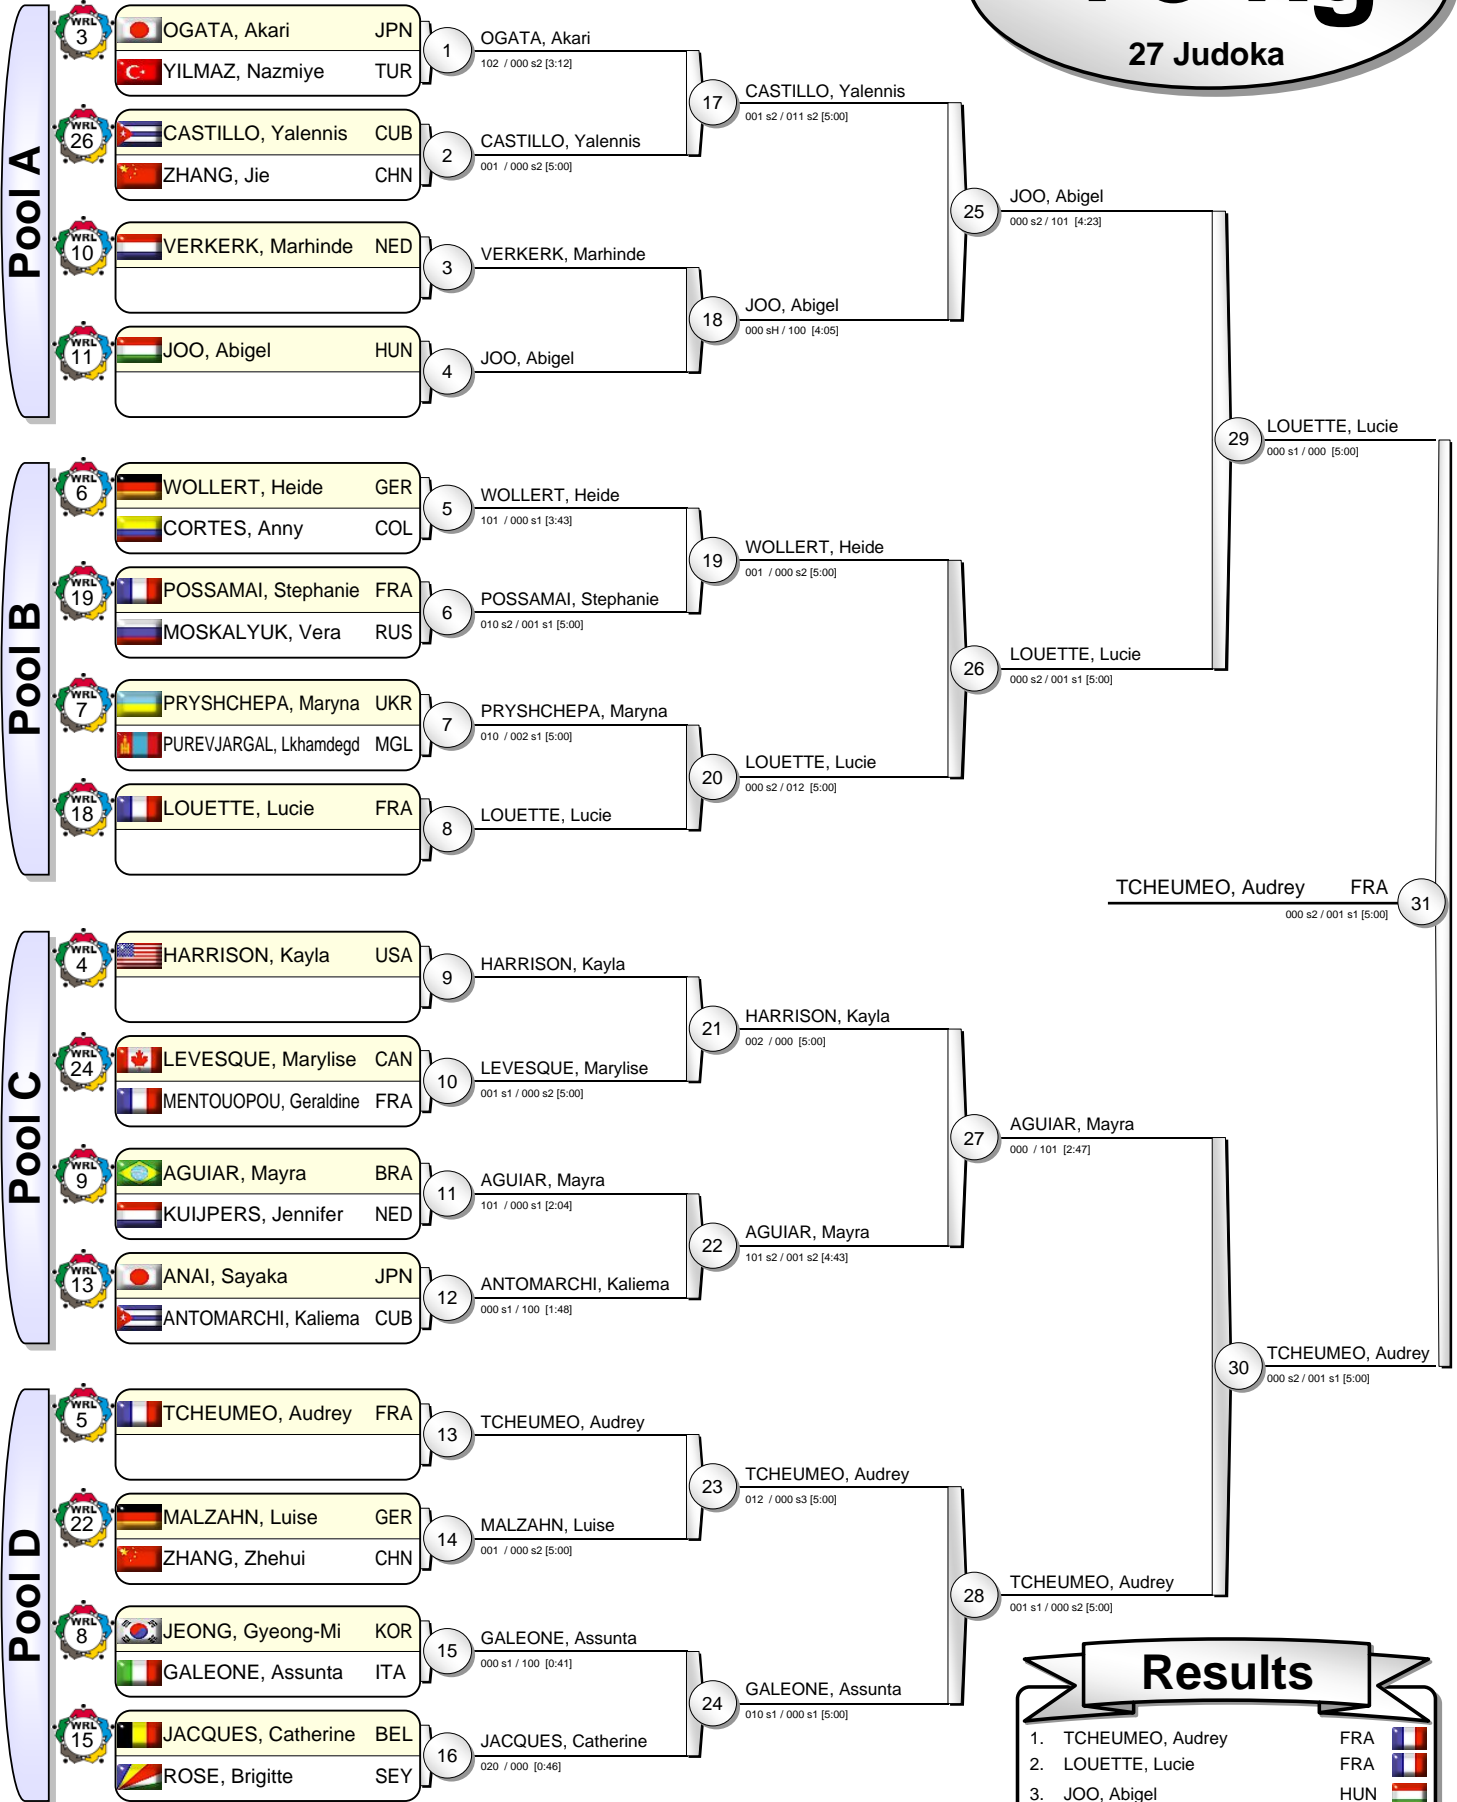 27 Judoka
Pool A
WRL 3
OGATA, Akari JPN
YILMAZ, Nazmiye TUR
1
OGATA, Akari
102 / 000 s2 [3:12]
WRL 26
CASTILLO, Yalennis CUB
ZHANG, Jie CHN
2
CASTILLO, Yalennis
001 / 000 s2 [5:00]
17
CASTILLO, Yalennis
001 s2 / 011 s2 [5:00]
WRL 10
VERKERK, Marhinde NED
3
VERKERK, Marhinde
WRL 11
JOO, Abigel HUN
4
JOO, Abigel
18
JOO, Abigel
000 sH / 100 [4:05]
25
JOO, Abigel
000 s2 / 101 [4:23]
Pool B
WRL 6
WOLLERT, Heide GER
CORTES, Anny COL
5
WOLLERT, Heide
101 / 000 s1 [3:43]
WRL 19
POSSAMAI, Stephanie FRA
MOSKALYUK, Vera RUS
6
POSSAMAI, Stephanie
010 s2 / 001 s1 [5:00]
19
WOLLERT, Heide
001 / 000 s2 [5:00]
WRL 7
PRYSHCHEPA, Maryna UKR
PUREVJARGAL, Lkhamdegd MGL
7
PRYSHCHEPA, Maryna
010 / 002 s1 [5:00]
WRL 18
LOUETTE, Lucie FRA
8
LOUETTE, Lucie
20
LOUETTE, Lucie
000 s2 / 012 [5:00]
26
LOUETTE, Lucie
000 s2 / 001 s1 [5:00]
29
LOUETTE, Lucie
000 s1 / 000 [5:00]
TCHEUMEO, Audrey FRA
000 s2 / 001 s1 [5:00]
31
Pool C
WRL 4
HARRISON, Kayla USA
9
HARRISON, Kayla
WRL 24
LEVESQUE, Marylise CAN
MENTOUOPOU, Geraldine FRA
10
LEVESQUE, Marylise
001 s1 / 000 s2 [5:00]
21
HARRISON, Kayla
002 / 000 [5:00]
WRL 9
AGUIAR, Mayra BRA
KUIJPERS, Jennifer NED
11
AGUIAR, Mayra
101 / 000 s1 [2:04]
WRL 13
ANAI, Sayaka JPN
ANTOMARCHI, Kaliema CUB
12
ANTOMARCHI, Kaliema
000 s1 / 100 [1:48]
22
AGUIAR, Mayra
101 s2 / 001 s2 [4:43]
27
AGUIAR, Mayra
000 / 101 [2:47]
Pool D
WRL 5
TCHEUMEO, Audrey FRA
13
TCHEUMEO, Audrey
WRL 22
MALZAHN, Luise GER
ZHANG, Zhehui CHN
14
MALZAHN, Luise
001 / 000 s2 [5:00]
23
TCHEUMEO, Audrey
012 / 000 s3 [5:00]
WRL 8
JEONG, Gyeong-Mi KOR
GALEONE, Assunta ITA
15
GALEONE, Assunta
000 s1 / 100 [0:41]
WRL 15
JACQUES, Catherine BEL
ROSE, Brigitte SEY
16
JACQUES, Catherine
020 / 000 [0:46]
24
GALEONE, Assunta
010 s1 / 000 s1 [5:00]
28
TCHEUMEO, Audrey
001 s1 / 000 s2 [5:00]
30
TCHEUMEO, Audrey
000 s2 / 001 s1 [5:00]
Results
1. TCHEUMEO, Audrey FRA
2. LOUETTE, Lucie FRA
3. JOO, Abigel HUN